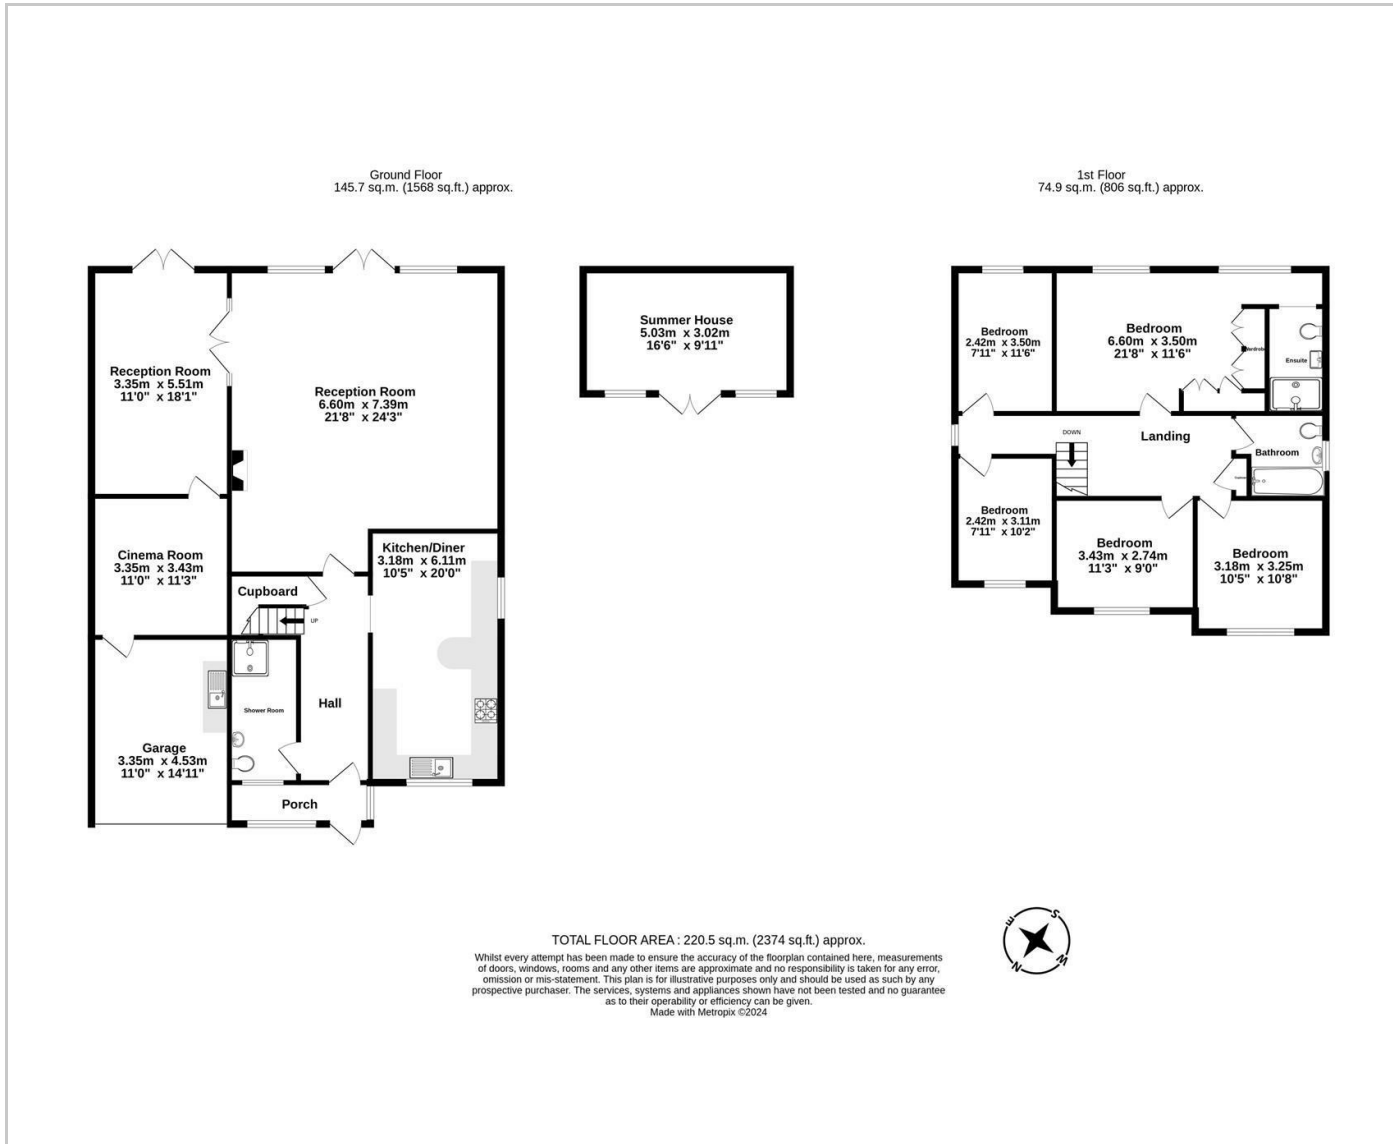 Ground Floor
145.7 sq.m. (1568 sq.ft.) approx.
1st Floor
74.9 sq.m. (806 sq.ft.) approx.
Reception Room
3.35m x 5.51m
11'0" x 18'1"
Reception Room
6.60m x 7.39m
21'8" x 24'3"
Cinema Room
3.35m x 3.43m
11'0" x 11'3"
Kitchen/Diner
3.18m x 6.11m
10'5" x 20'0"
Cupboard
UP
Shower Room
Hall
Garage
3.35m x 4.53m
11'0" x 14'11"
Porch
Summer House
5.03m x 3.02m
16'6" x 9'11"
Bedroom
2.42m x 3.50m
7'11" x 11'6"
Bedroom
6.60m x 3.50m
21'8" x 11'6"
Ensuite
DOWN
Landing
Bathroom
Bedroom
2.42m x 3.11m
7'11" x 10'2"
Bedroom
3.43m x 2.74m
11'3" x 9'0"
Bedroom
3.18m x 3.25m
10'5" x 10'8"
S
E
W
N
TOTAL FLOOR AREA : 220.5 sq.m. (2374 sq.ft.) approx.
Whilst every attempt has been made to ensure the accuracy of the floorplan contained here, measurements
of doors, windows, rooms and any other items are approximate and no responsibility is taken for any error,
omission or mis-statement. This plan is for illustrative purposes only and should be used as such by any
prospective purchaser. The services, systems and appliances shown have not been tested and no guarantee
as to their operability or efficiency can be given.
Made with Metropix ©2024